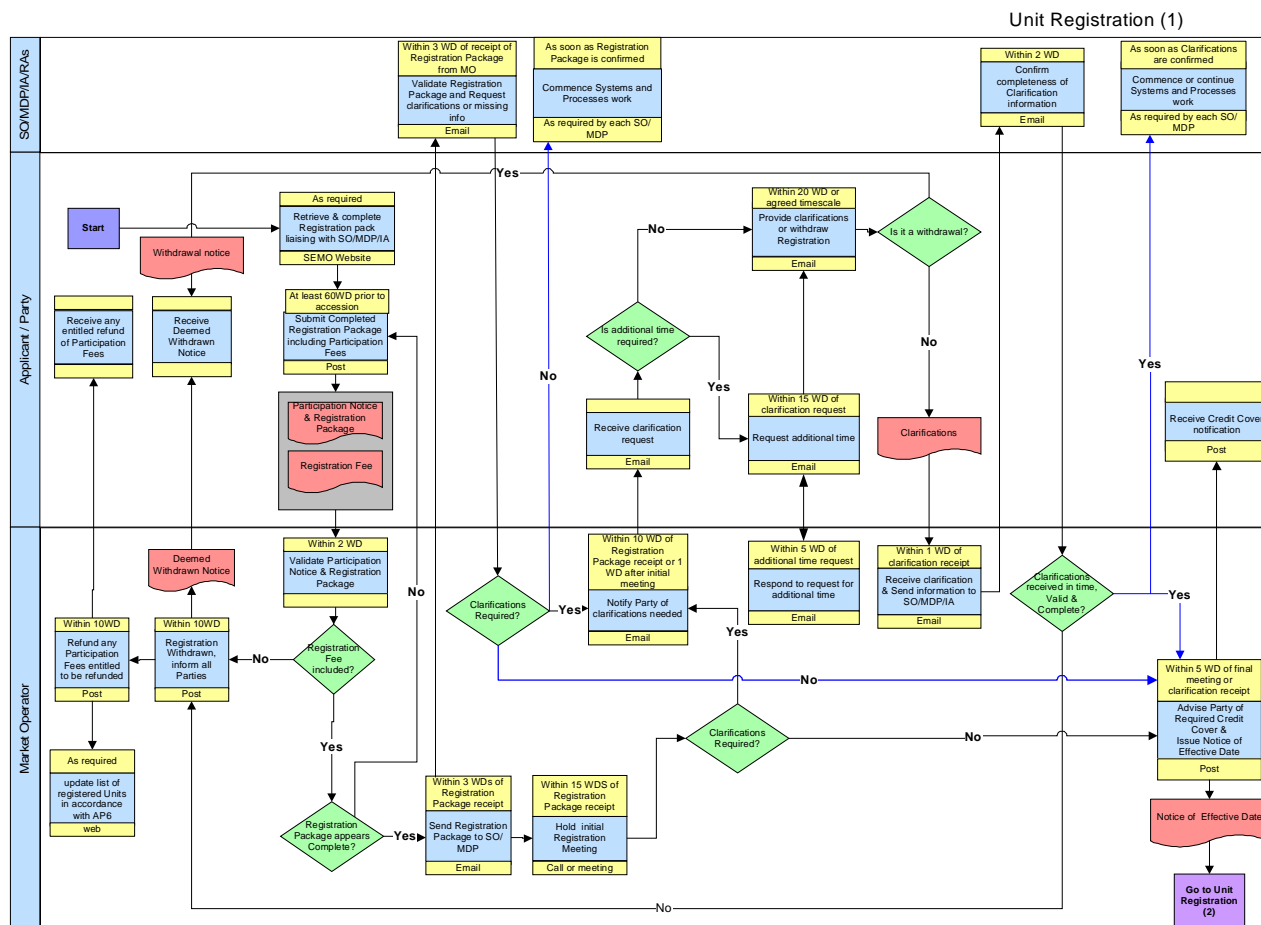 Unit Registration (1)
SO/MDP/IA/RAs
Within 3 WD of receipt of
Registration Package
from MO
Validate Registration
Package and Request
clarifications or missing
info
Email
As soon as Registration
Package is confirmed
Commence Systems and
Processes work
As required by each SO/
MDP
Within 2 WD
Confirm
completeness of
Clarification
information
Email
As soon as Clarifications
are confirmed
Commence or continue
Systems and Processes
work
As required by each SO/
MDP
Applicant / Party
Start
Withdrawal notice
As required
Retrieve & complete
Registration pack
liaising with SO/MDP/IA
SEMO Website
Yes
Within 20 WD or
agreed timescale
Provide clarifications
or withdraw
Registration
Email
Is it a withdrawal?
No
Receive any
entitled refund
of Participation
Fees
Receive
Deemed
Withdrawn
Notice
At least 60WD prior to
accession
Submit Completed
Registration Package
including Participation
Fees
Post
Is additional time
required?
No
Yes
No
Yes
Participation Notice
& Registration
Package
Registration Fee
Receive clarification
request
Email
Within 15 WD of
clarification request
Request additional time
Email
Clarifications
Receive Credit Cover
notification
Post
Market Operator
Deemed
Withdrawn Notice
Within 2 WD
Validate Participation
Notice & Registration
Package
No
Clarifications
Required?
Yes
Within 10 WD of
Registration
Package receipt or 1
WD after initial
meeting
Notify Party of
clarifications needed
Email
Within 5 WD of
additional time request
Respond to request for
additional time
Email
Within 1 WD of
clarification receipt
Receive clarification
& Send information to
SO/MDP/IA
Email
Clarifications
received in time,
Valid &
Complete?
Yes
Within 10WD
Refund any
Participation
Fees entitled
to be refunded
Post
Within 10WD
Registration
Withdrawn,
inform all
Parties
Post
No
Registration
Fee
included?
Yes
Yes
No
Within 5 WD of final
meeting or
clarification receipt
Advise Party of
Required Credit
Cover &
Issue Notice of
Effective Date
Post
As required
update list of
registered Units
in accordance
with AP6
web
Registration
Package appears
Complete?
Yes
Within 3 WDs of
Registration
Package receipt
Send Registration
Package to SO/
MDP
Email
Within 15 WDS of
Registration
Package receipt
Hold initial
Registration
Meeting
Call or meeting
Clarifications
Required?
No
Notice of Effective Date
No
Go to Unit
Registration
(2)